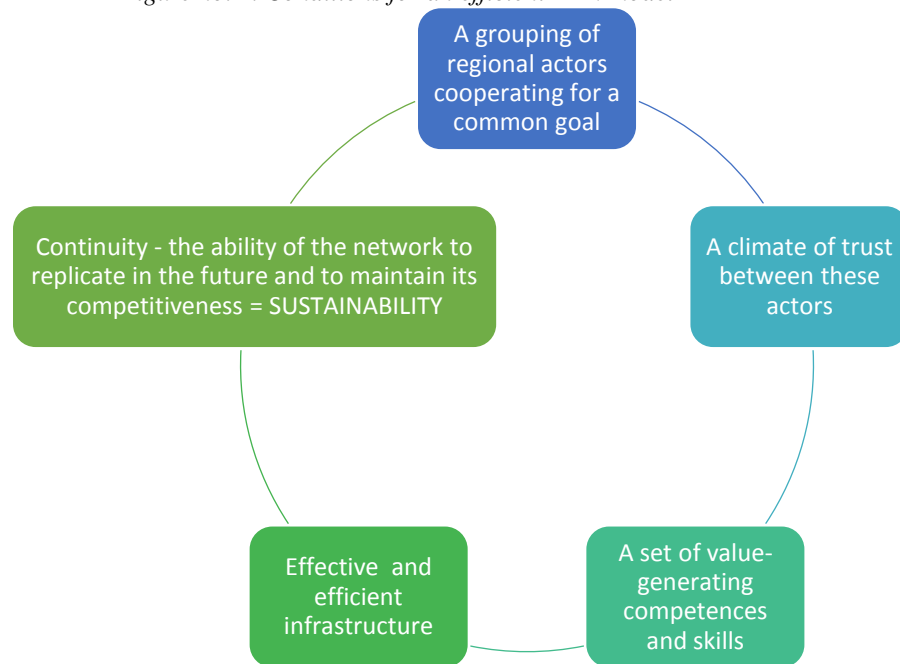 A grouping of
regional actors
cooperating for a
common goal
A climate of trust
between these
actors
A set of value-
generating
competences
and skills
Effective and
efficient
infrastructure
Continuity - the ability of the network to
replicate in the future and to maintain its
competitiveness = SUSTAINABILITY